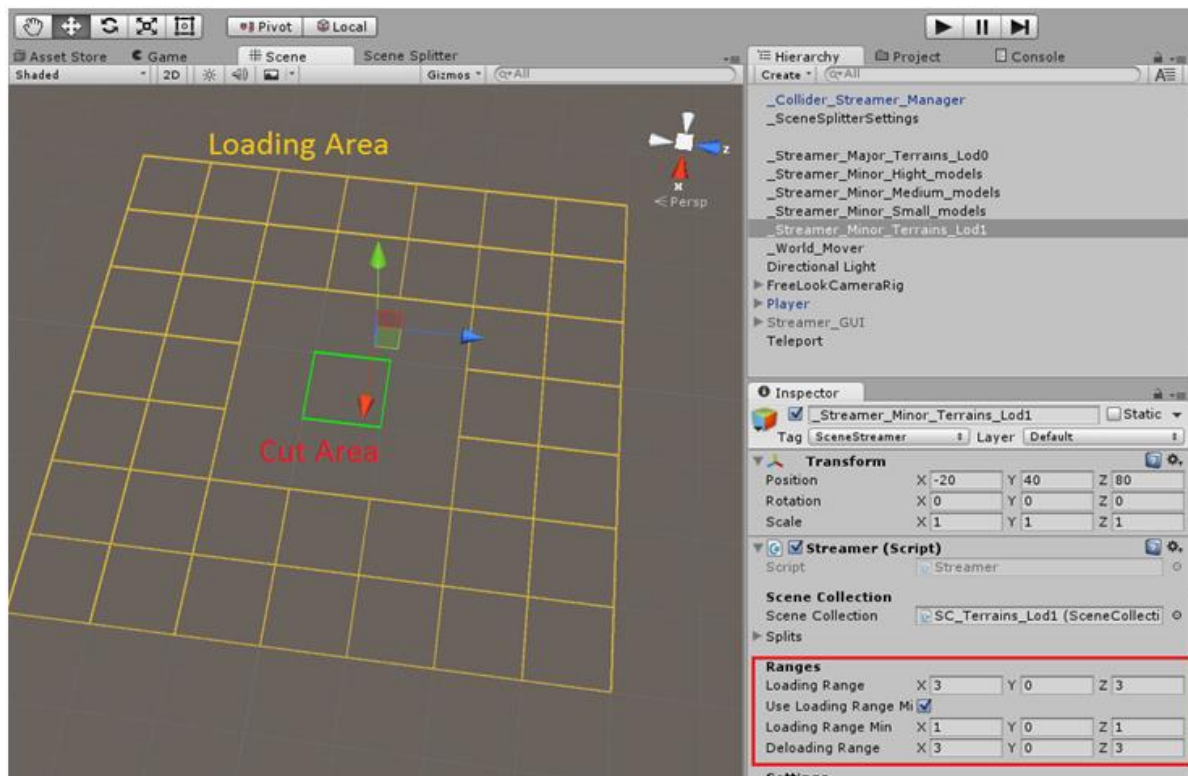 Pivot Local
Asset Store Game Scene Scene Splitter
Shaded 2D Gizmos All
Loading Area
z
x
Persp
Cut Area
Hierarchy Project Console
Create All
_Collider_Streamer_Manager
_SceneSplitterSettings
_Streamer_Major_Terrains_Lod0
_Streamer_Minor_Hight_models
_Streamer_Minor_Medium_models
_Streamer_Minor_Small_models
_Streamer_Minor_Terrains_Lod1
_World_Mover
Directional Light
FreeLookCameraRig
Player
Streamer_GUI
Teleport
Inspector
_Streamer_Minor_Terrains_Lod1 Static
Tag SceneStreamer Layer Default
Transform
Position X -20 Y 40 Z 80
Rotation X 0 Y 0 Z 0
Scale X 1 Y 1 Z 1
Streamer (Script)
Script Streamer
Scene Collection
Scene Collection SC_Terrains_Lod1 (SceneCollecti
Splits
Ranges
Loading Range X 3 Y 0 Z 3
Use Loading Range Mi
Loading Range Min X 1 Y 0 Z 1
Deloading Range X 3 Y 0 Z 3